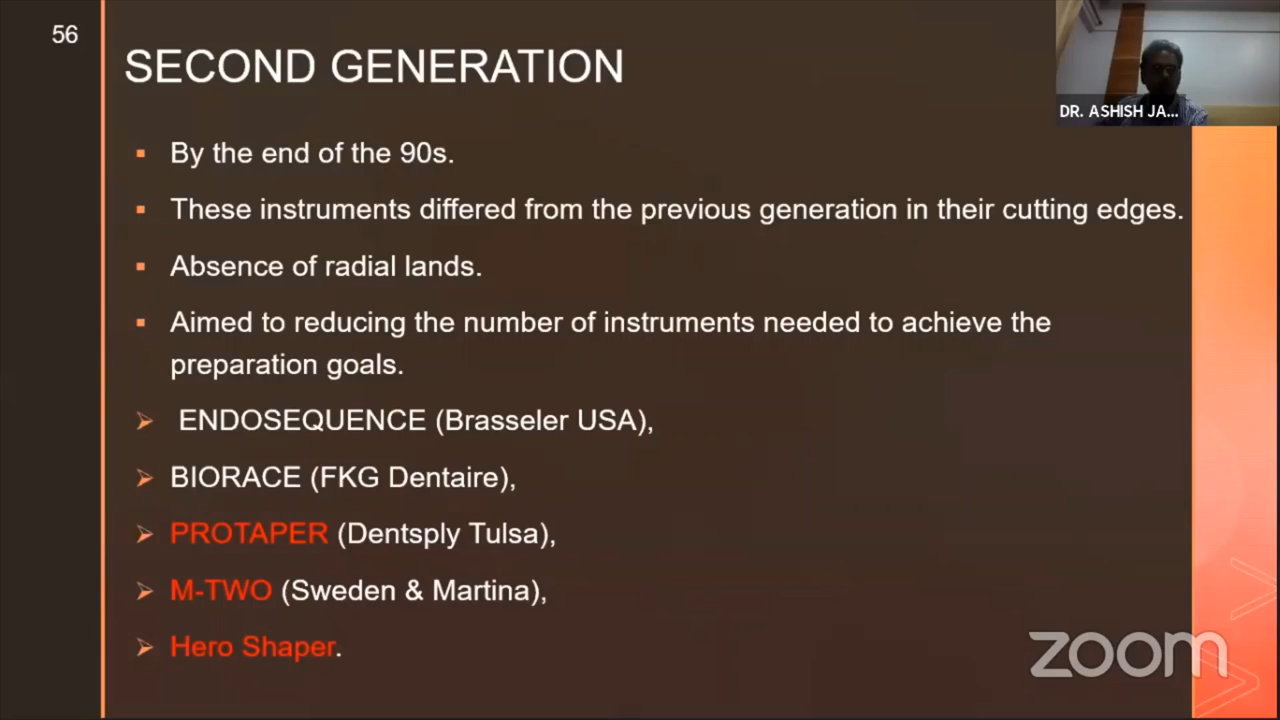 56
SECOND GENERATION
DR. ASHISH JA...
By the end of the 90s.
These instruments differed from the previous generation in their cutting edges.
Absence of radial lands.
Aimed to reducing the number of instruments needed to achieve the
preparation goals.
ENDOSEQUENCE (Brasseler USA),
BIORACE (FKG Dentaire),
PROTAPER (Dentsply Tulsa),
M-TWO (Sweden & Martina),
Hero Shaper.
zoom